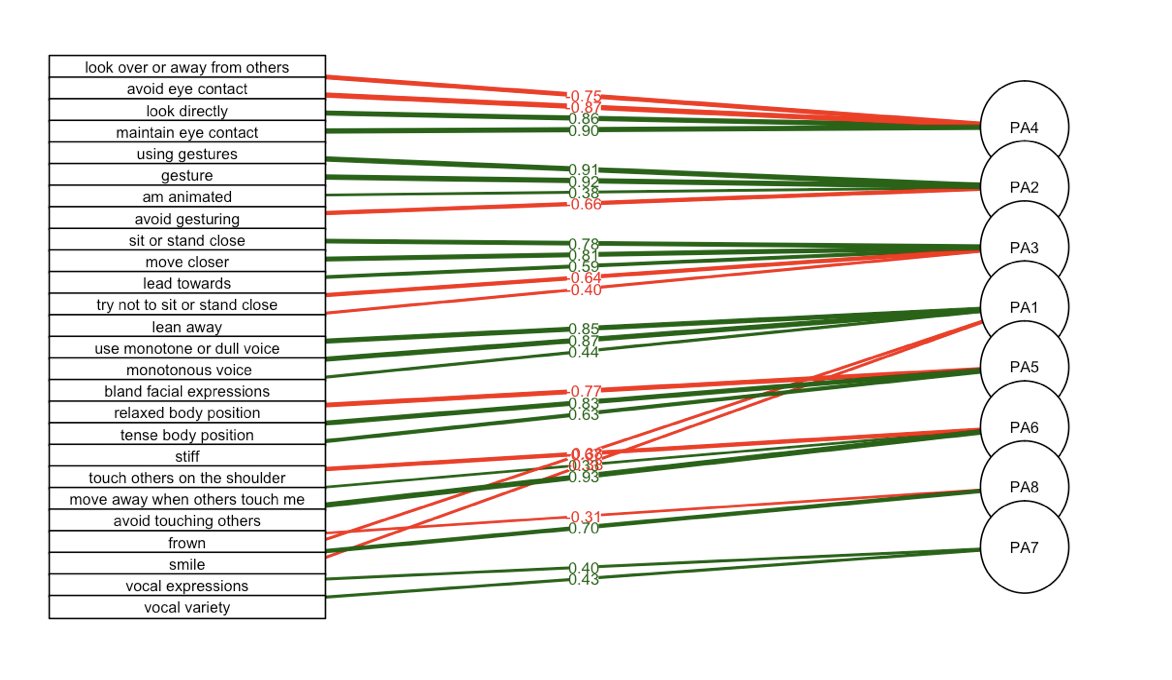 look over or away from others
avoid eye contact
look directly
maintain eye contact
using gestures
gesture
am animated
avoid gesturing
sit or stand close
move closer
lead towards
try not to sit or stand close
lean away
use monotone or dull voice
monotonous voice
bland facial expressions
relaxed body position
tense body position
stiff
touch others on the shoulder
move away when others touch me
avoid touching others
frown
smile
vocal expressions
vocal variety
-0.75
-0.87
0.86
0.90
0.91
0.92
0.38
-0.66
0.78
0.81
0.59
-0.64
-0.40
0.85
0.87
0.44
-0.77
0.83
0.63
0.93
-0.31
0.70
0.40
0.43
PA4
PA2
PA3
PA1
PA5
PA6
PA8
PA7